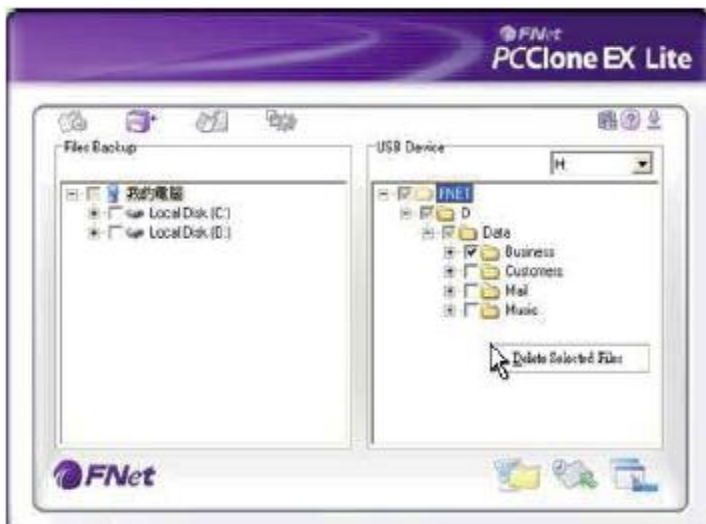 FNet
PCClone EX Lite
Files Backup
USB Device
H:
我的電腦
Local Disk (C:)
Local Disk (D:)
FNET
D
Data
Business
Customers
Mail
Music
Delete Selected Files
FNet